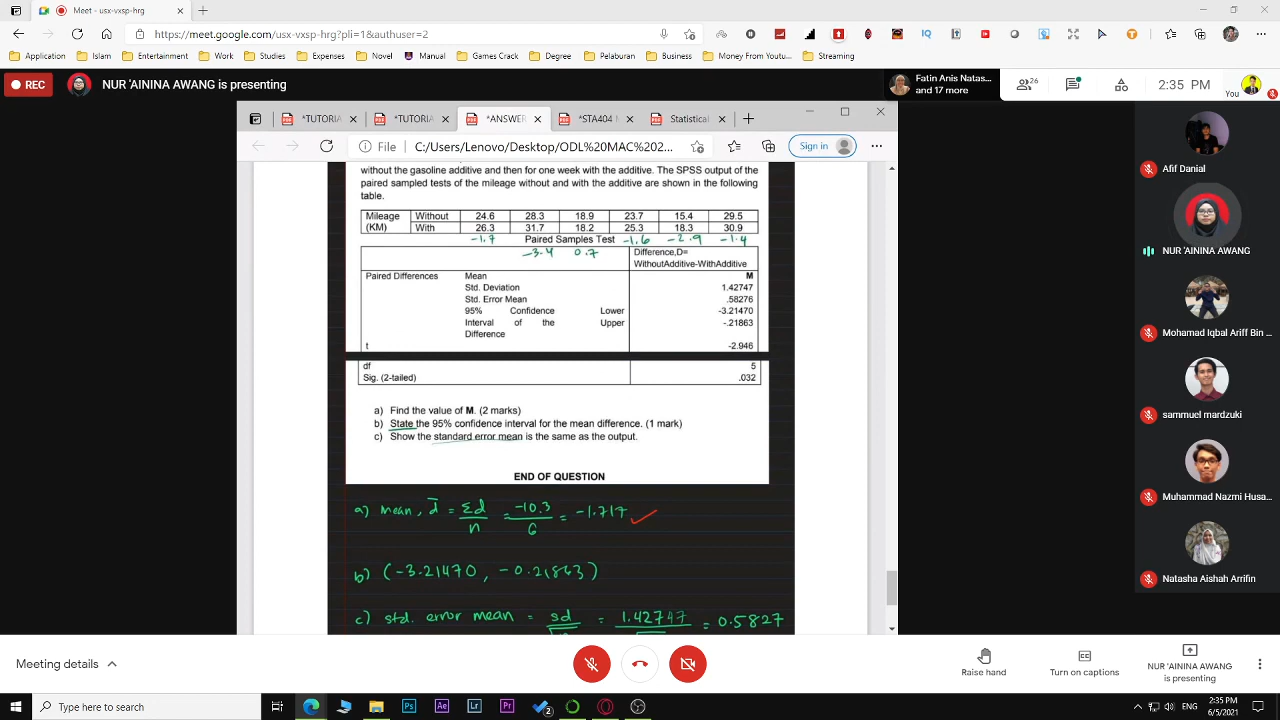 Meet - usx-vxsp-hrg
https://meet.google.com/usx-vxsp-hrg?pli=1&authuser=2
Application Islam Entertainment Work Studies Events Novel Manual Games Crack Pelaburan Money From Youtu... Streaming
REC NUR 'AININA AWANG is presenting
Fatin Anis Natas...
and 17 more
26
2:35 PM
You
*TUTORIA *TUTORIA *ANSWER *STA404 Statistical
File C:/Users/Lenovo/Desktop/ODL%20MAC%202... Sign in
without the gasoline additive and then for one week with the additive. The SPSS output of the
paired sampled tests of the mileage without and with the additive are shown in the following
table.
Mileage Without 24.6 28.3 18.9 23.7 15.4 29.5
(KM) With 26.3 31.7 18.2 25.3 18.3 30.9
-1.7 Paired Samples Test -1.6 -2.9 -1.4
-3.4 0.7 Difference,D=
WithoutAdditive-WithAdditive
Paired Differences Mean M
Std. Deviation 1.42747
Std. Error Mean .58276
95% Confidence Lower -3.21470
Interval of the Upper -.21863
Difference
t -2.946
df 5
Sig. (2-tailed) .032
a) Find the value of M. (2 marks)
b) State the 95% confidence interval for the mean difference. (1 mark)
c) Show the standard error mean is the same as the output.
END OF QUESTION
a) mean, d̄ = Σd/n = -10.3/6 = -1.717 ✓
b) (-3.21470, -0.21863)
c) std. error mean = sd = 1.42747 = 0.5827
Afif Danial
NUR 'AININA AWANG
Mohamad Iqbal Ariff Bin ...
sammuel mardzuki
Muhammad Nazmi Husa...
Natasha Aishah Arrifin
Meeting details
Raise hand
Turn on captions
NUR 'AININA AWANG
is presenting
Type here to search
Ps Ae Lr Pr 2
ENG
2:35 PM
6/5/2021